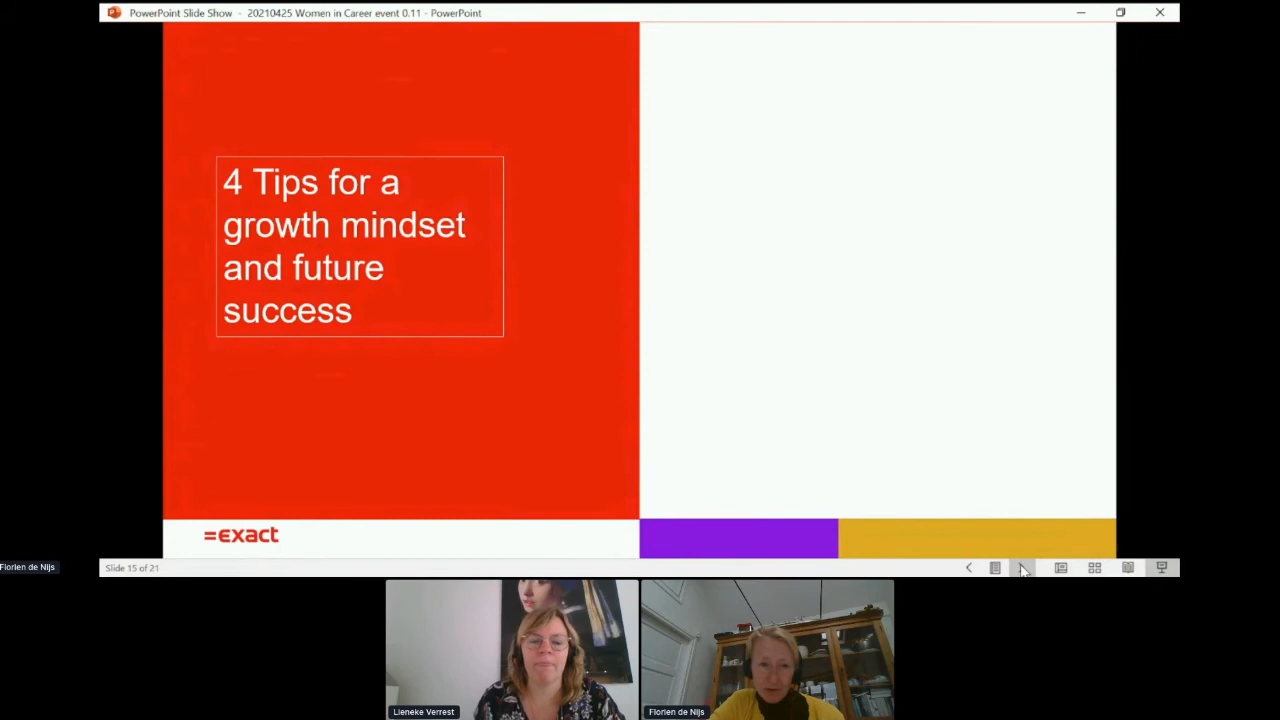 PowerPoint Slide Show - 20210425 Women in Career event 0.11 - PowerPoint
4 Tips for a
growth mindset
and future
success
=exact
Florien de Nijs
Slide 15 of 21
Lieneke Verrest
Florien de Nijs